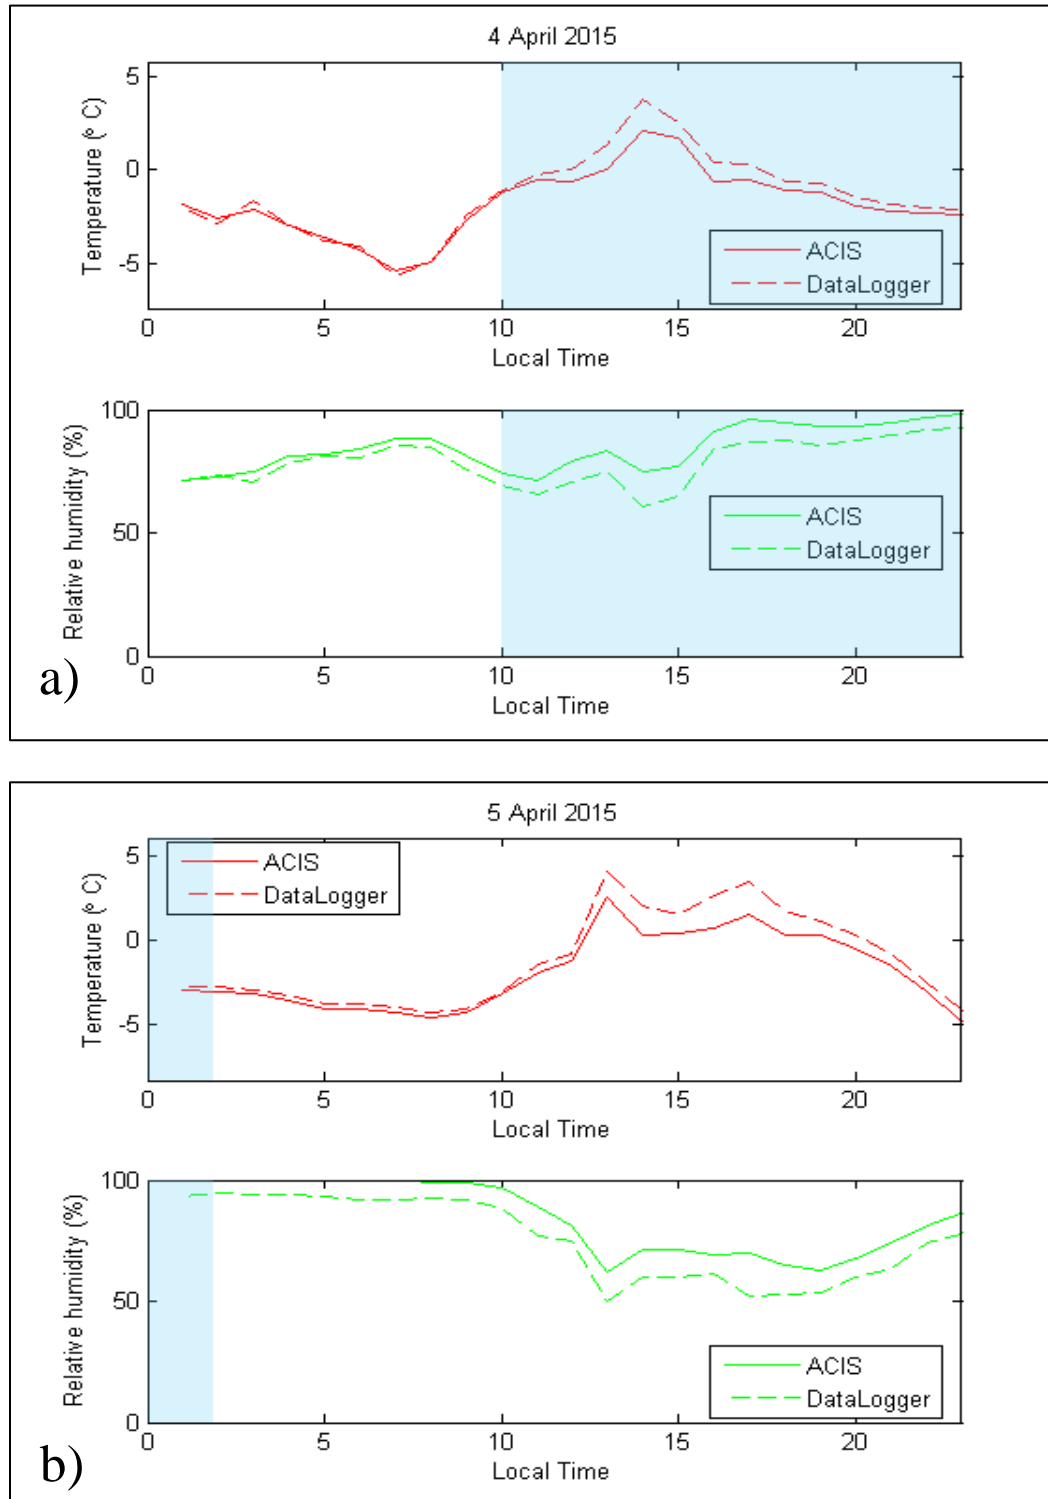 4 April 2015
Temperature (° C)
5
0
-5
ACIS
DataLogger
0 5 10 15 20
Local Time
Relative humidity (%)
100
50
0
ACIS
DataLogger
0 5 10 15 20
Local Time
a)
5 April 2015
Temperature (° C)
5
0
-5
ACIS
DataLogger
0 5 10 15 20
Local Time
Relative humidity (%)
100
50
0
ACIS
DataLogger
0 5 10 15 20
Local Time
b)